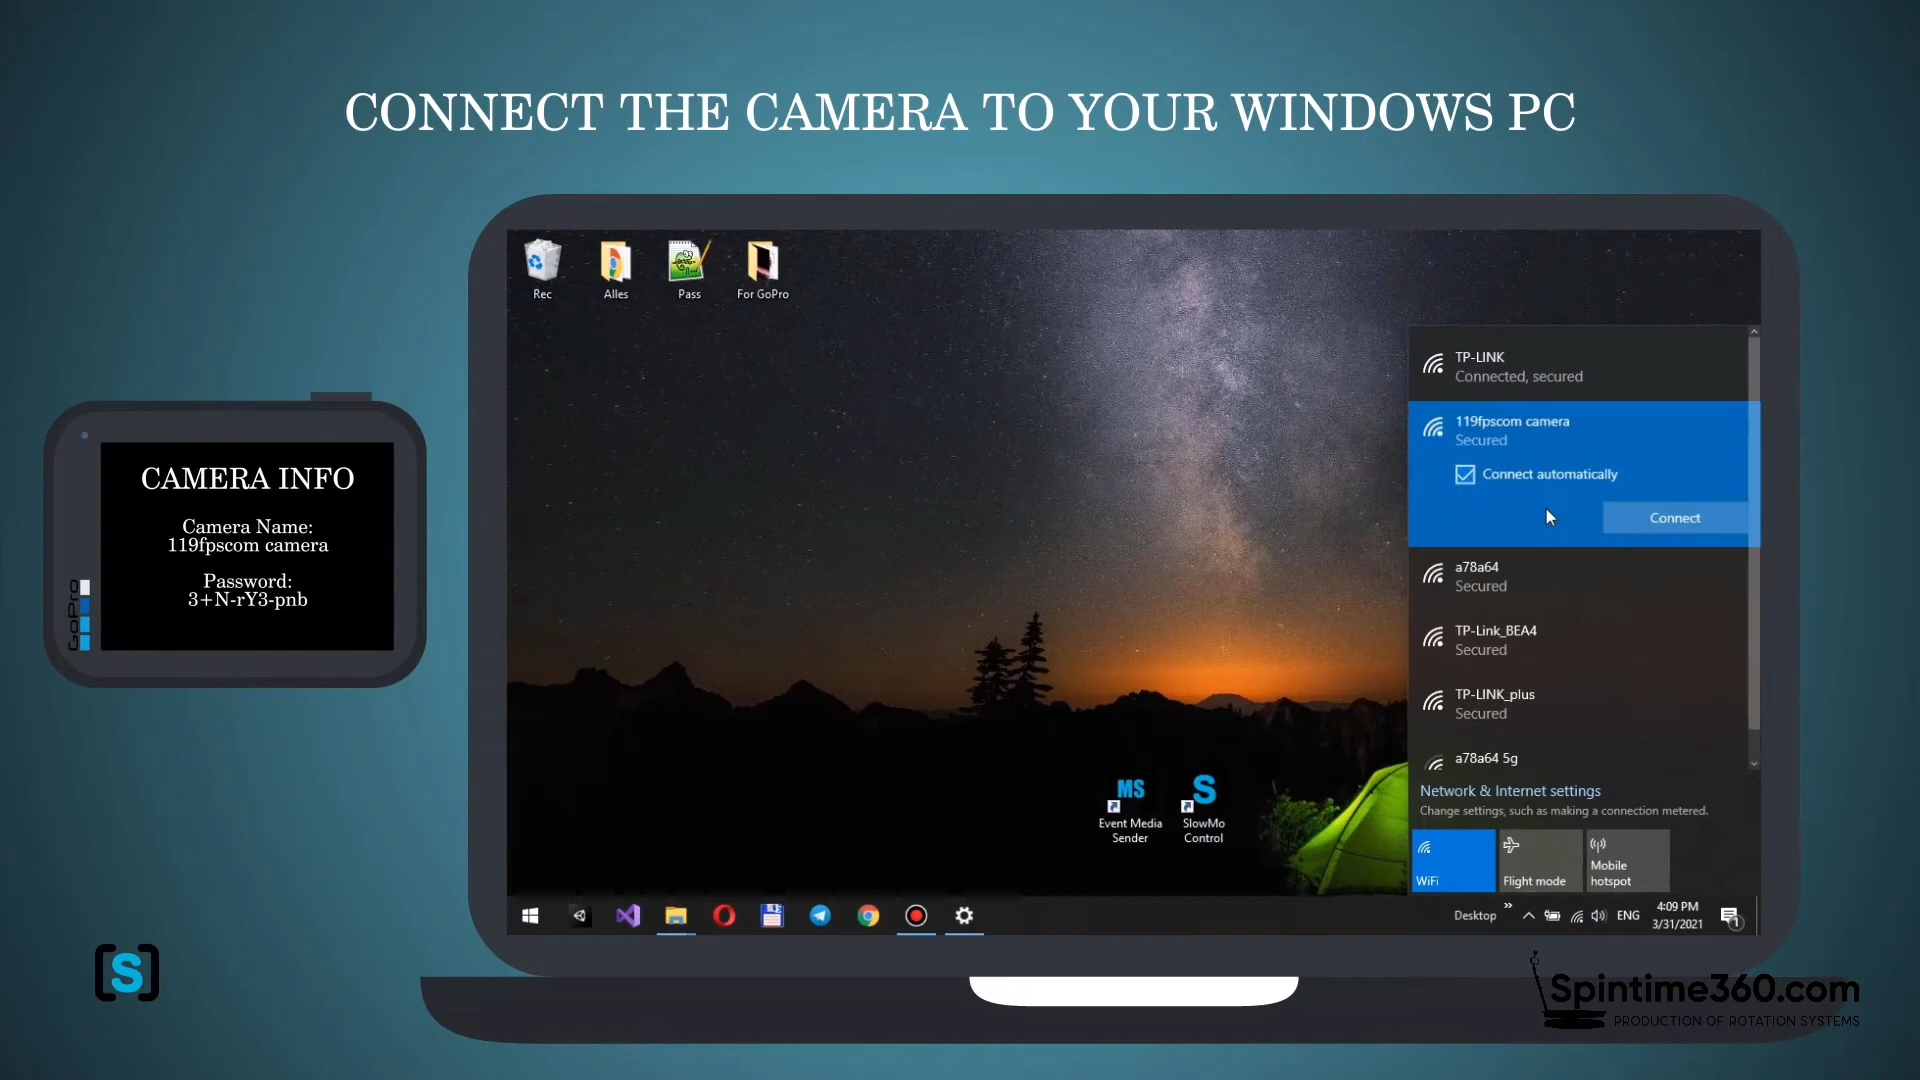 CONNECT THE CAMERA TO YOUR WINDOWS PC
Rec
Alles
Pass
For GoPro
TP-LINK
Connected, secured
119fpscom camera
Secured
Connect automatically
Connect
a78a64
Secured
TP-Link_BEA4
Secured
TP-LINK_plus
Secured
a78a64 5g
Network & Internet settings
Change settings, such as making a connection metered.
WiFi
Flight mode
Mobile
hotspot
CAMERA INFO
Camera Name:
119fpscom camera
Password:
3+N-rY3-pnb
GoPro
MS
Event Media
Sender
S
SlowMo
Control
Desktop
ENG
4:09 PM
3/31/2021
1
[S]
Spintime360.com
PRODUCTION OF ROTATION SYSTEMS